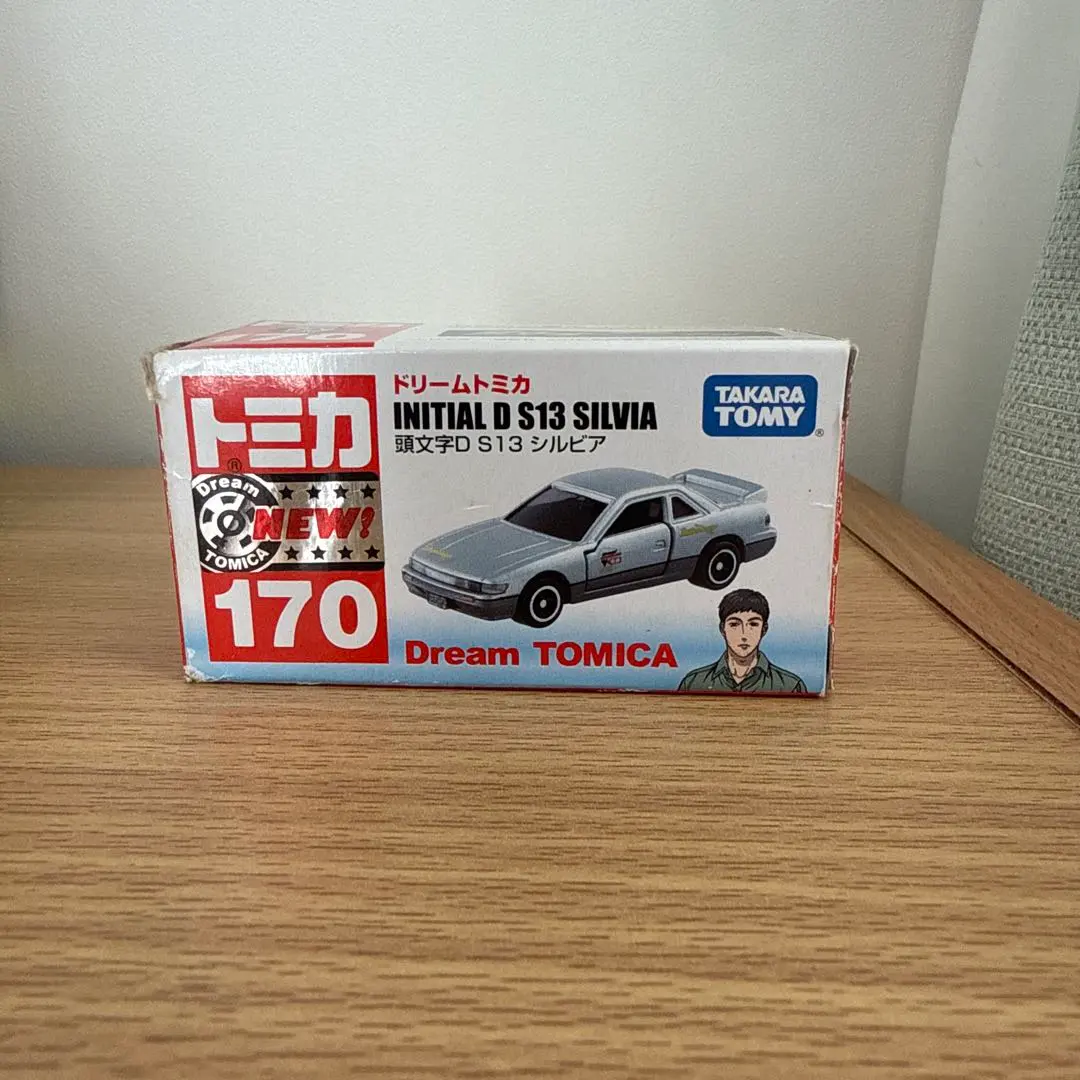 トミカ
®
Dream
TOMICA
NEW!
170
ドリームトミカ
INITIAL D S13 SILVIA
頭文字D S13 シルビア
TAKARA
TOMY
®
Dream TOMICA
170